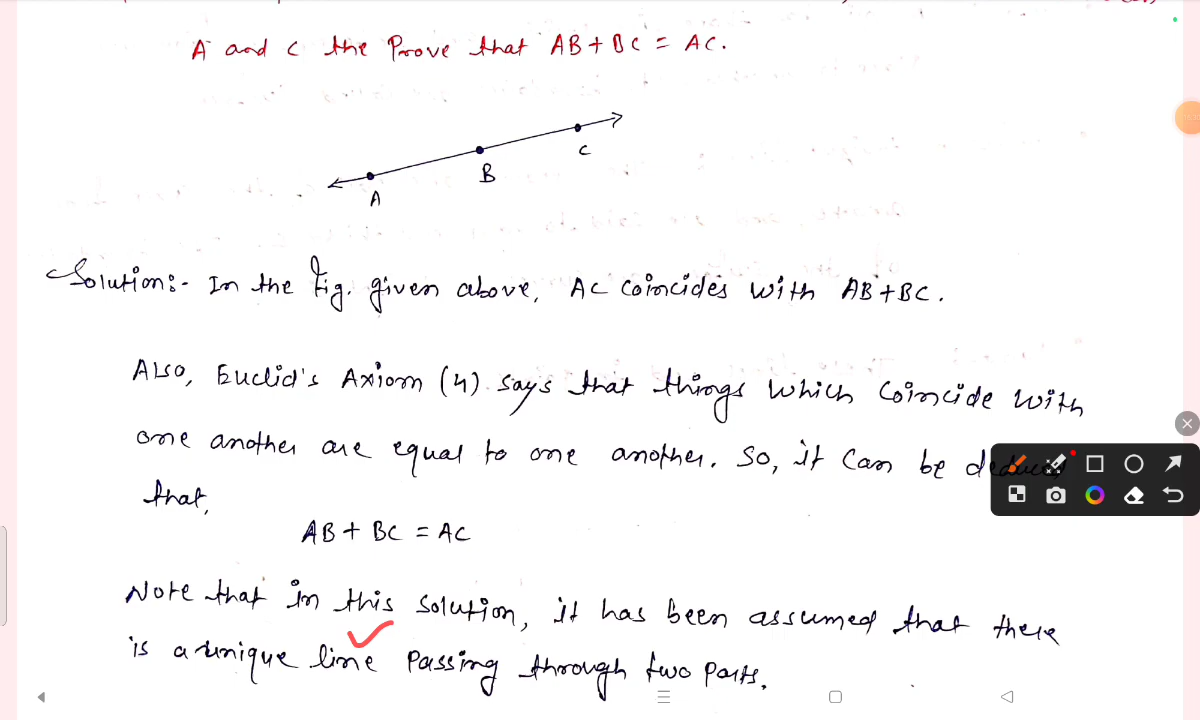 A and C the Prove that AB + BC = AC.
A
B
C
Solution:- In the Fig. given above, AC Coincides with AB + BC.
Also, Euclid's Axiom (4) says that things which coincide with
one another are equal to one another. So, it can be deduced
that,
AB + BC = AC
Note that in this solution, it has been assumed that there
is a unique line passing through two parts.